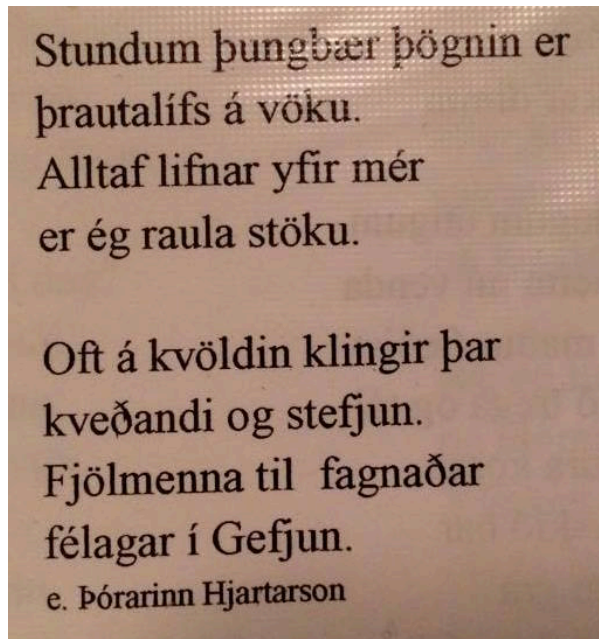 Stundum þungbær þögnin er
þrautalífs á vöku.
Alltaf lifnar yfir mér
er ég raula stöku.
Oft á kvöldin klingir þar
kveðandi og stefjun.
Fjölmenna til fagnaðar
félagar í Gefjun.
e. Þórarinn Hjartarson